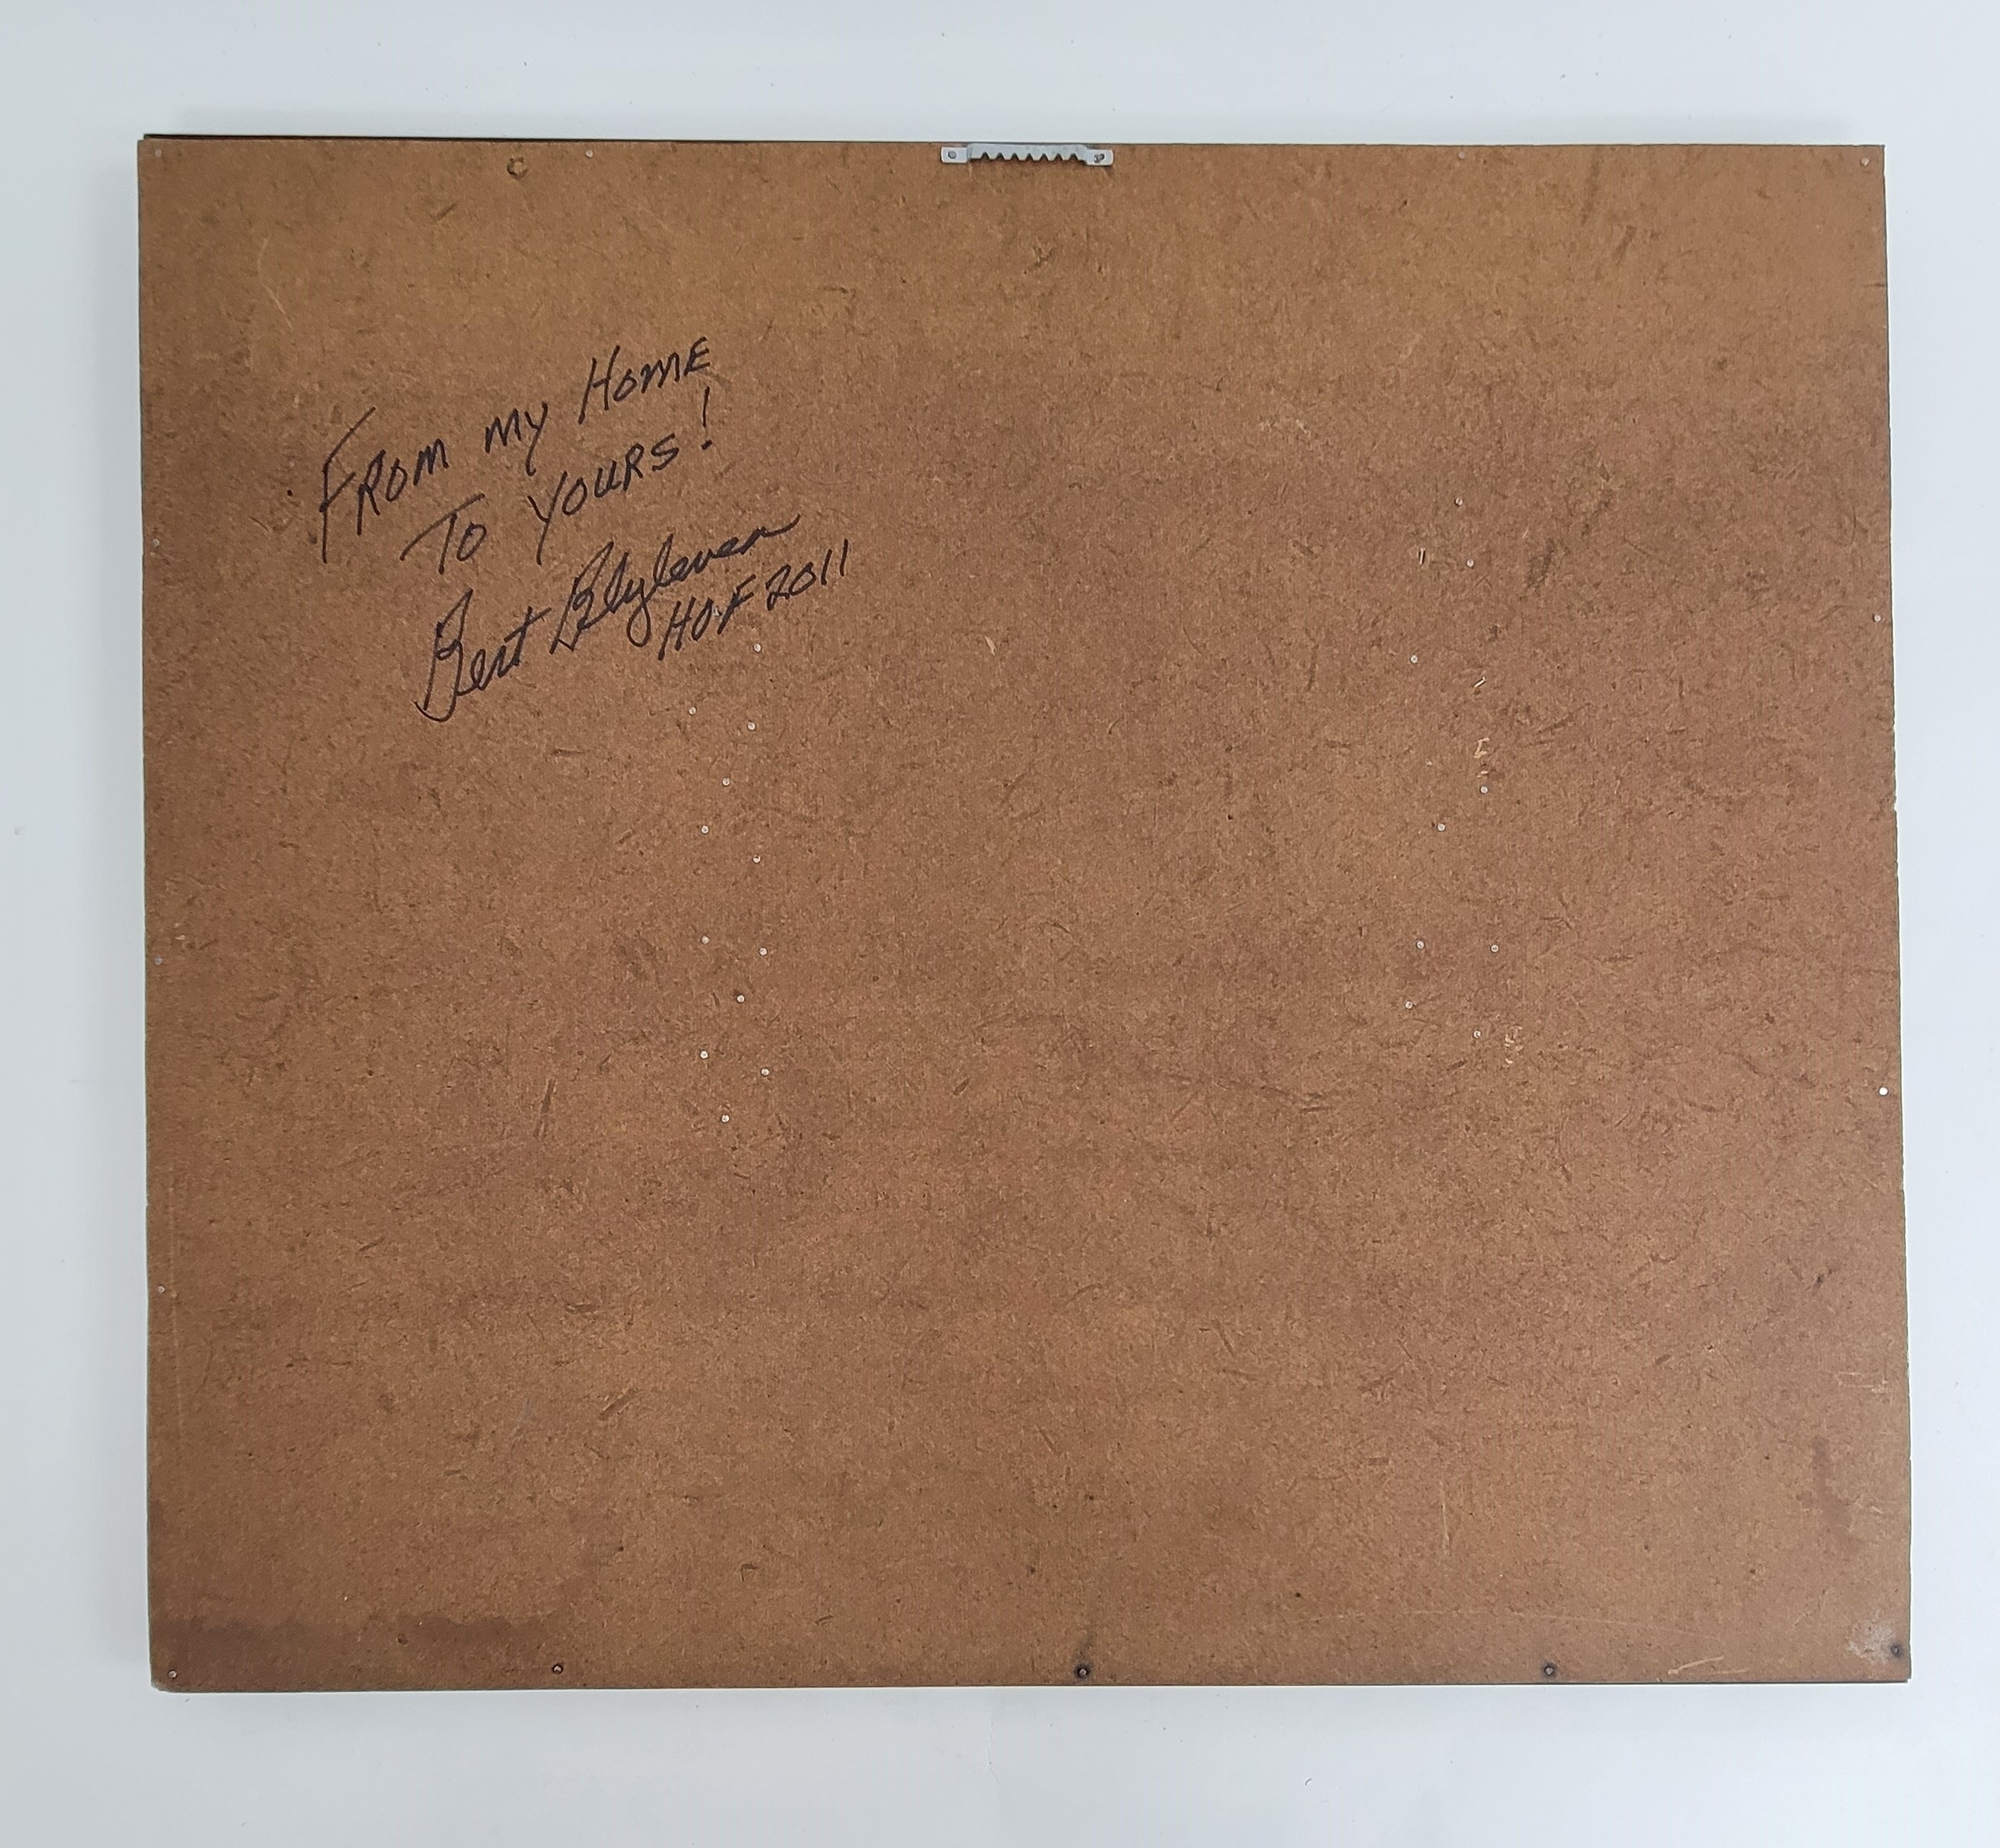 FROM my HOME
TO YOURS!
Bert Blyleven
HOF 2011